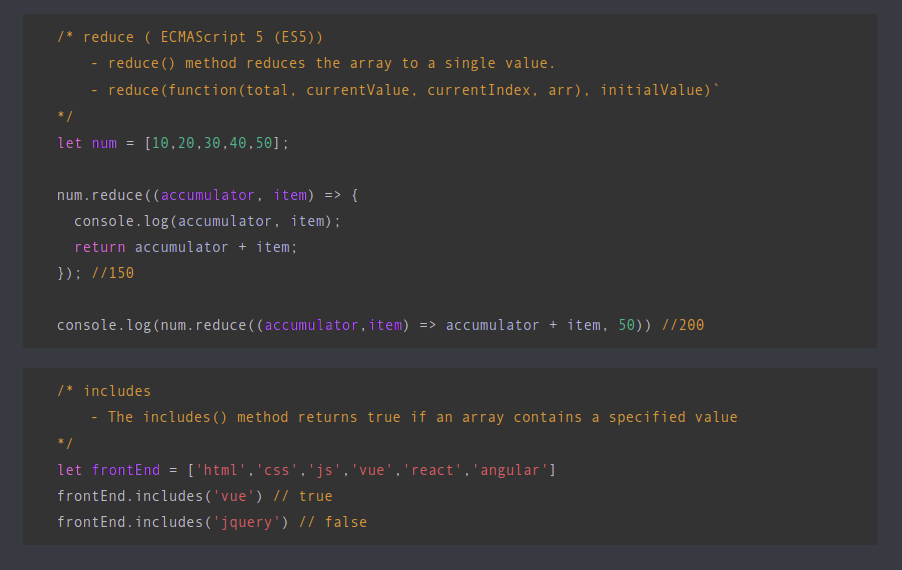 /* reduce ( ECMAScript 5 (ES5))
    - reduce() method reduces the array to a single value.
    - reduce(function(total, currentValue, currentIndex, arr), initialValue)`
*/
let num = [10,20,30,40,50];

num.reduce((accumulator, item) => {
  console.log(accumulator, item);
  return accumulator + item;
}); //150

console.log(num.reduce((accumulator,item) => accumulator + item, 50)) //200

/* includes
    - The includes() method returns true if an array contains a specified value
*/
let frontEnd = ['html','css','js','vue','react','angular']
frontEnd.includes('vue') // true
frontEnd.includes('jquery') // false